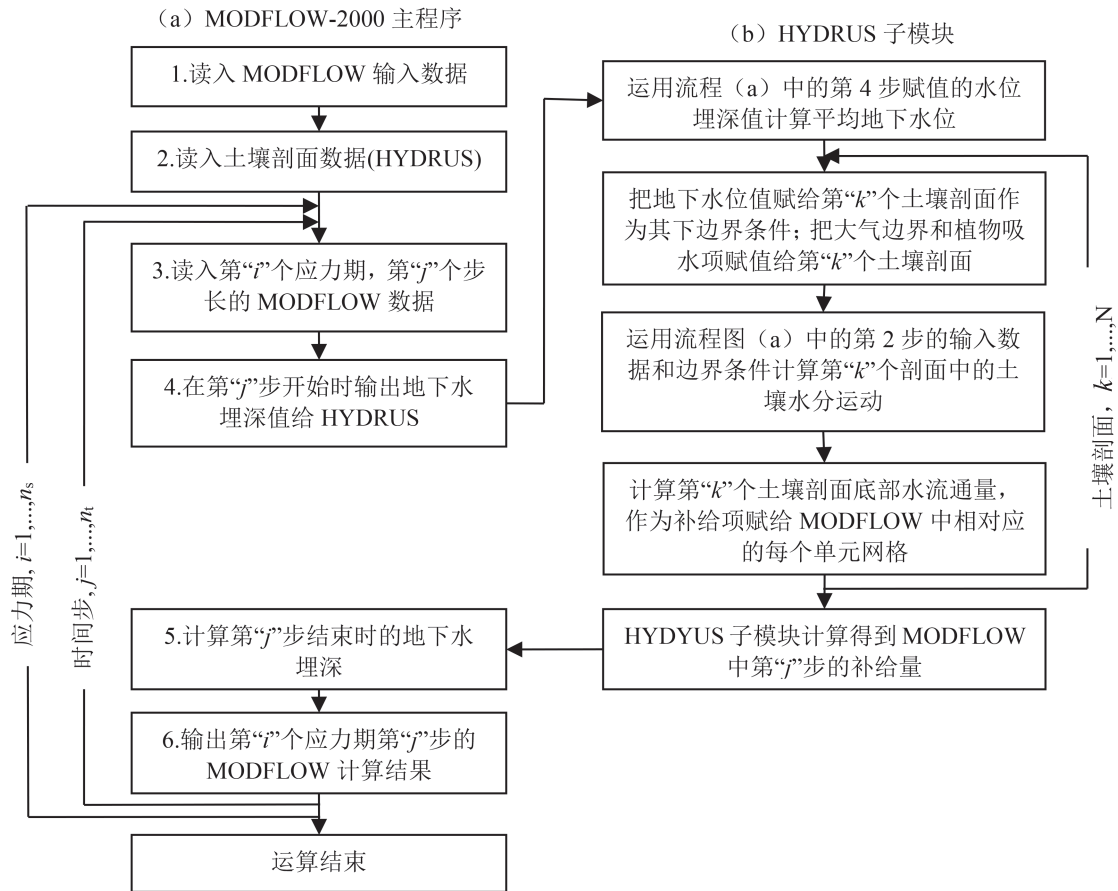 （a）MODFLOW-2000 主程序
1.读入 MODFLOW 输入数据
2.读入土壤剖面数据(HYDRUS)
3.读入第“i”个应力期，第“j”个步
长的 MODFLOW 数据
4.在第“j”步开始时输出地下水
埋深值给 HYDRUS
5.计算第“j”步结束时的地下水
埋深
6.输出第“i”个应力期第“j”步的
MODFLOW 计算结果
运算结束
应力期, i=1,...,ns
时间步, j=1,...,nt
（b）HYDRUS 子模块
运用流程（a）中的第 4 步赋值的水位
埋深值计算平均地下水位
把地下水位值赋给第“k”个土壤剖面作
为其下边界条件；把大气边界和植物吸
水项赋值给第“k”个土壤剖面
运用流程图（a）中的第 2 步的输入数
据和边界条件计算第“k”个剖面中的土
壤水分运动
计算第“k”个土壤剖面底部水流通量，
作为补给项赋给 MODFLOW 中相对应
的每个单元网格
HYDYUS 子模块计算得到 MODFLOW
中第“j”步的补给量
土壤剖面，k=1,...,N